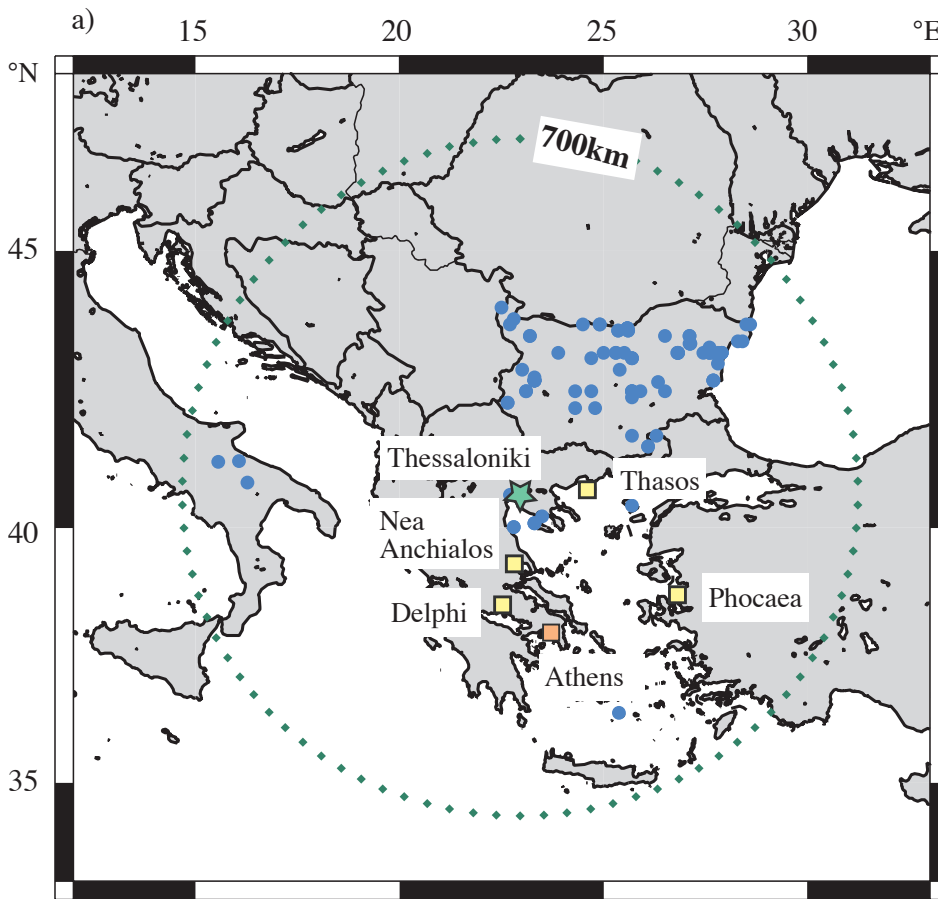 a)
15 20 25 30 °E
°N
700km
45
Thessaloniki
Thasos
40
Nea
Anchialos
Delphi
Phocaea
Athens
35